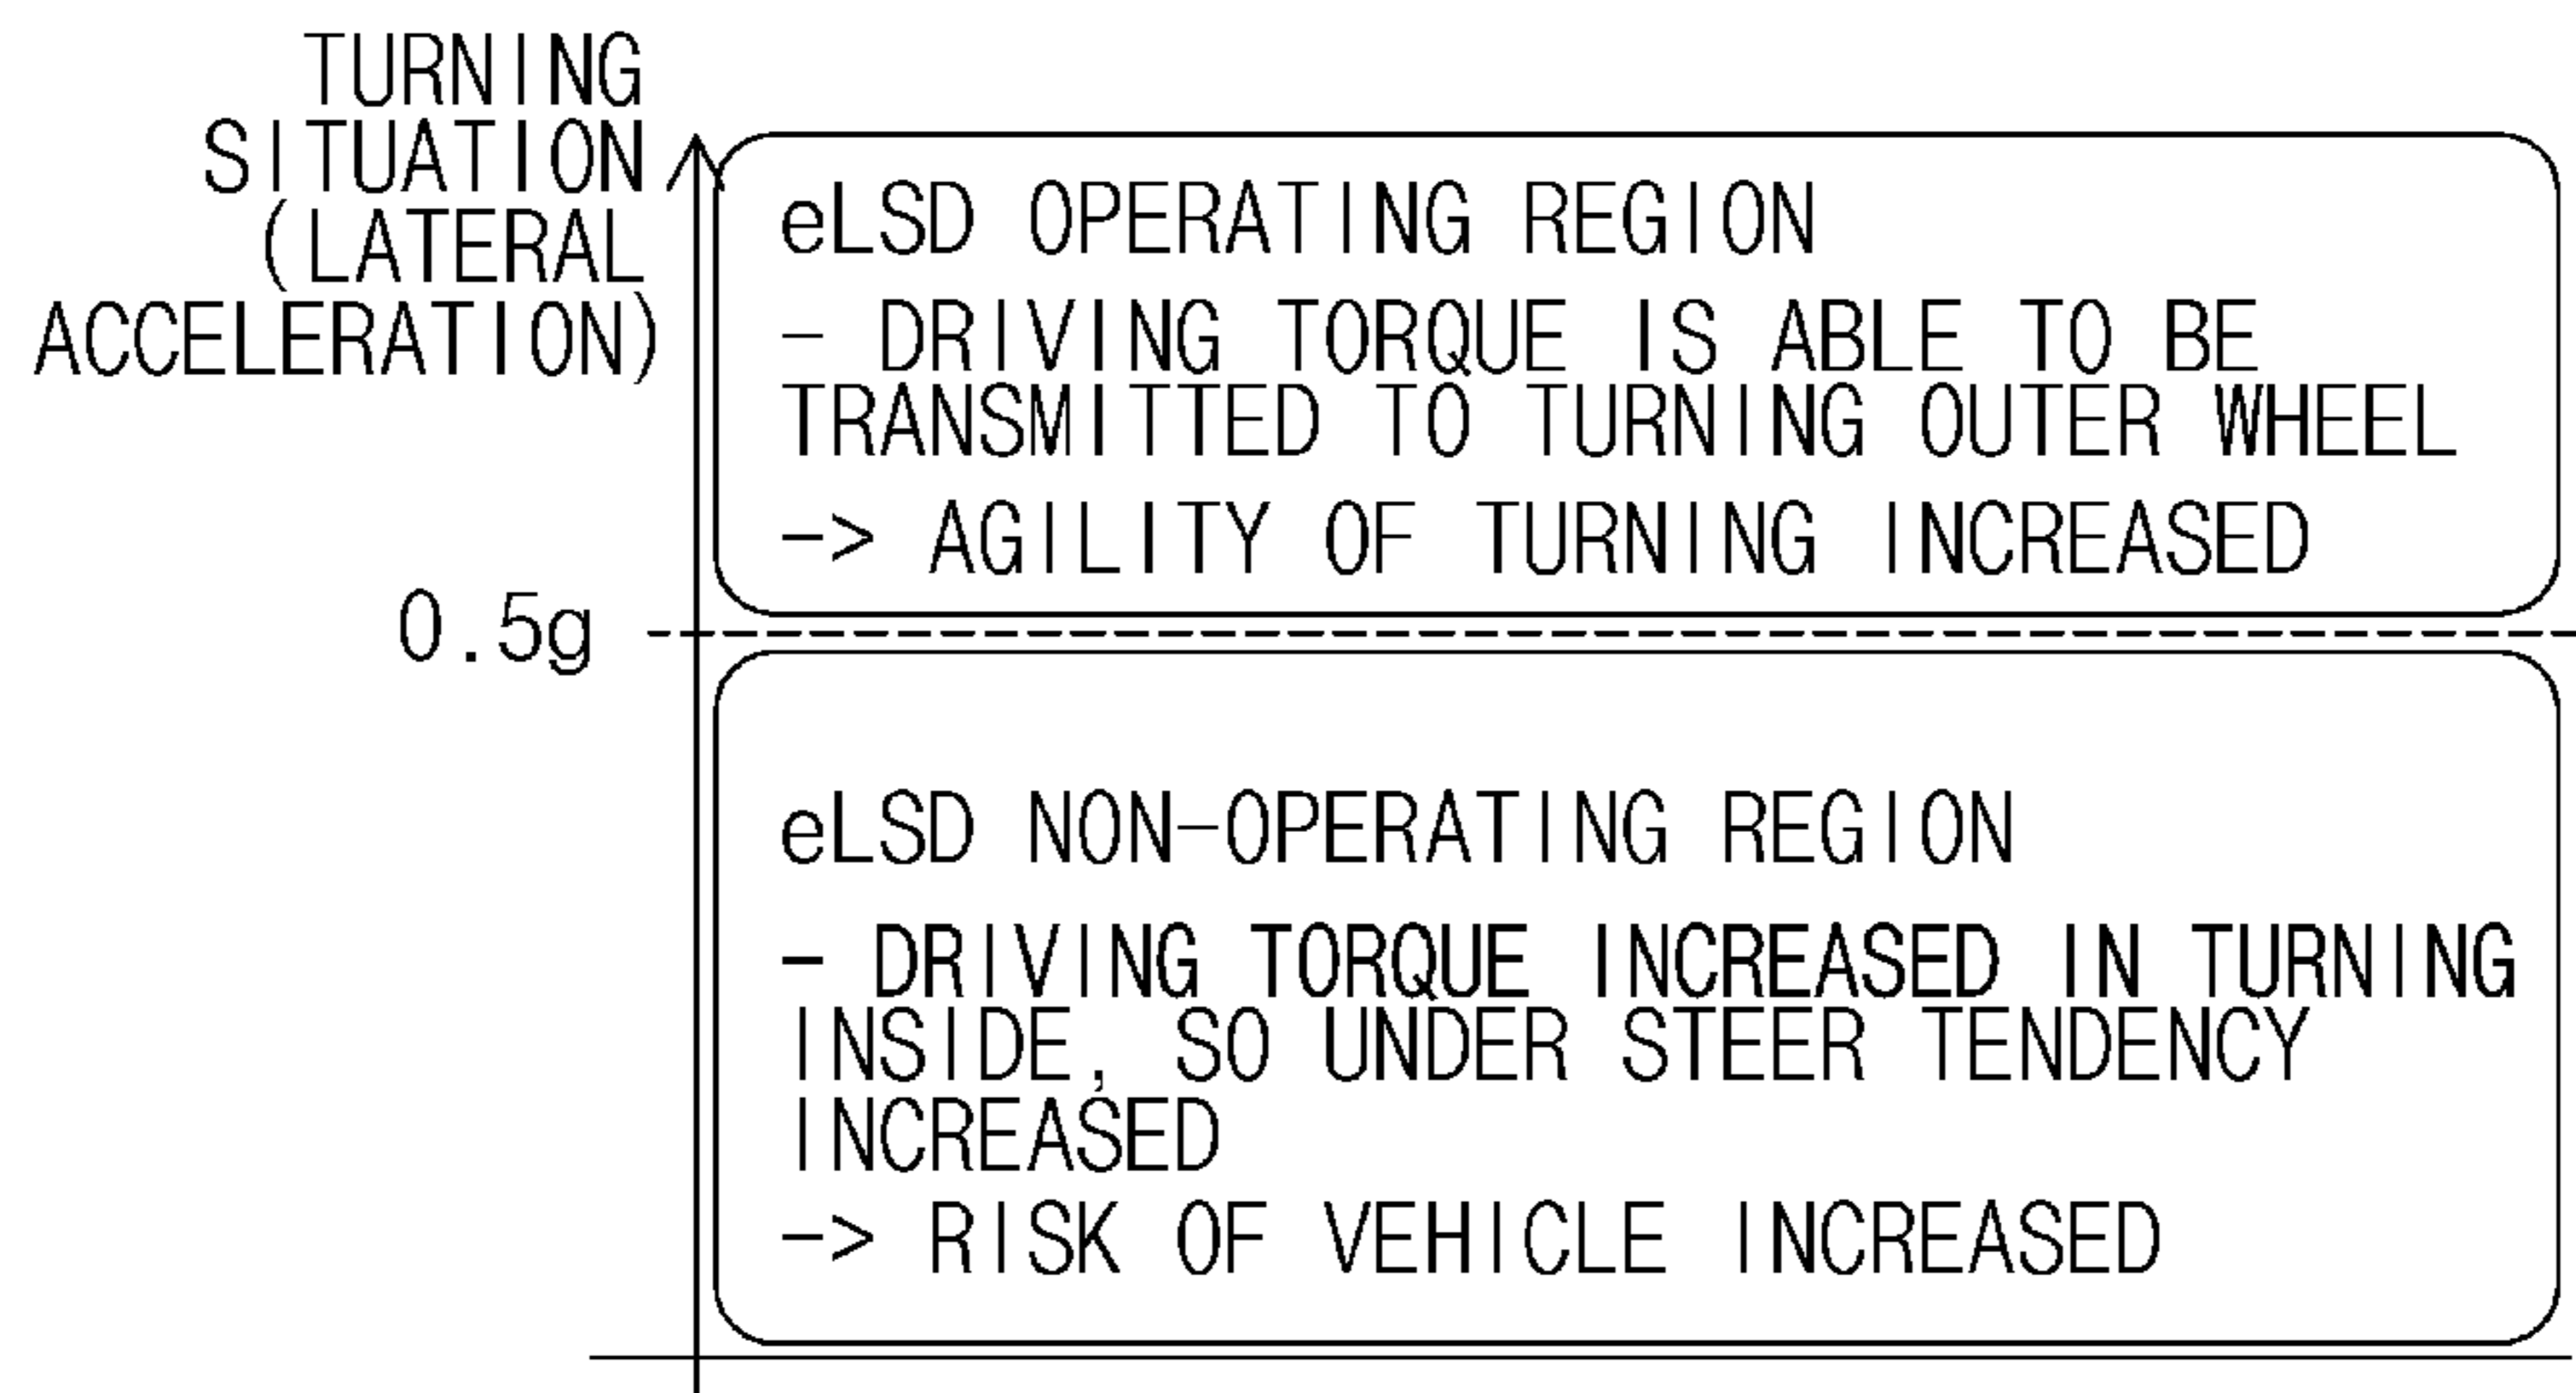 TURNING
SITUATION
(LATERAL
ACCELERATION)
eLSD OPERATING REGION
- DRIVING TORQUE IS ABLE TO BE
TRANSMITTED TO TURNING OUTER WHEEL
-> AGILITY OF TURNING INCREASED
0.5g
eLSD NON-OPERATING REGION
- DRIVING TORQUE INCREASED IN TURNING
INSIDE, SO UNDER STEER TENDENCY
INCREASED
-> RISK OF VEHICLE INCREASED